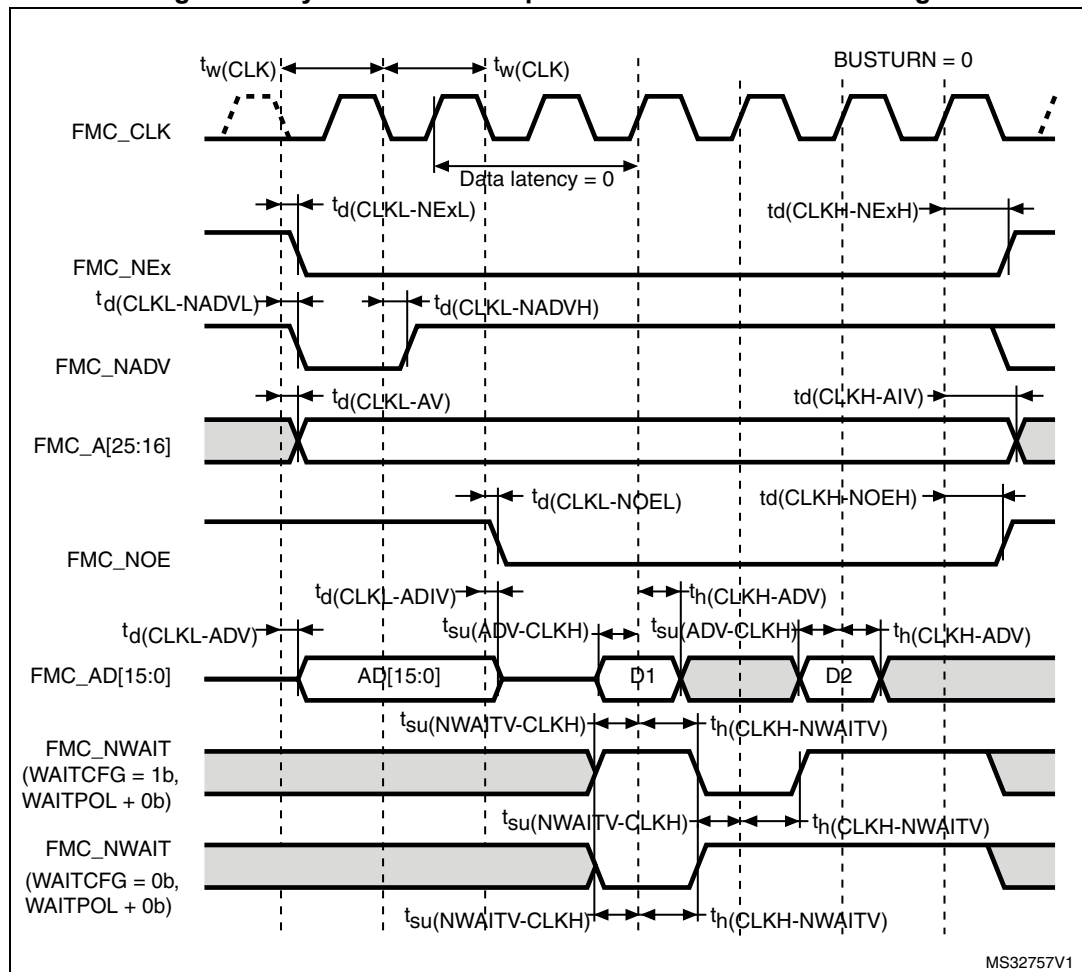 tw(CLK)
tw(CLK)
BUSTURN = 0
FMC_CLK
Data latency = 0
td(CLKL-NExL)
td(CLKH-NExH)
FMC_NEx
td(CLKL-NADVL)
td(CLKL-NADVH)
FMC_NADV
td(CLKL-AV)
td(CLKH-AIV)
FMC_A[25:16]
td(CLKL-NOEL)
td(CLKH-NOEH)
FMC_NOE
td(CLKL-ADIV)
th(CLKH-ADV)
td(CLKL-ADV)
tsu(ADV-CLKH)
tsu(ADV-CLKH)
th(CLKH-ADV)
FMC_AD[15:0]
AD[15:0]
D1
D2
tsu(NWAITV-CLKH)
th(CLKH-NWAITV)
FMC_NWAIT
(WAITCFG = 1b,
WAITPOL + 0b)
tsu(NWAITV-CLKH)
th(CLKH-NWAITV)
FMC_NWAIT
(WAITCFG = 0b,
WAITPOL + 0b)
tsu(NWAITV-CLKH)
th(CLKH-NWAITV)
MS32757V1